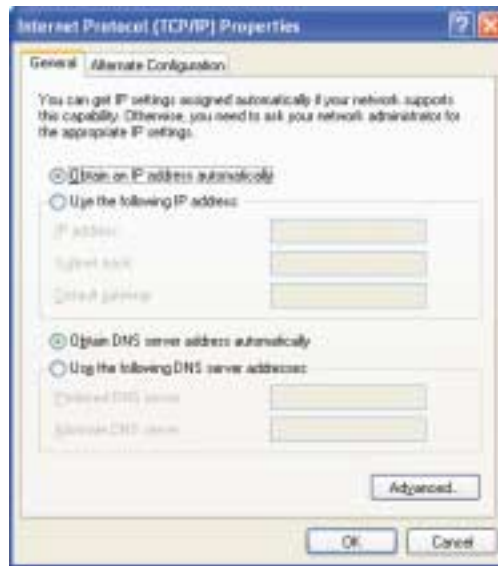 Internet Protocol (TCP/IP) Properties
General
Alternate Configuration
You can get IP settings assigned automatically if your network supports
this capability. Otherwise, you need to ask your network administrator for
the appropriate IP settings.
Obtain an IP address automatically
Use the following IP address:
IP address:
Subnet mask:
Default gateway:
Obtain DNS server address automatically
Use the following DNS server addresses:
Preferred DNS server:
Alternate DNS server:
Advanced...
OK
Cancel